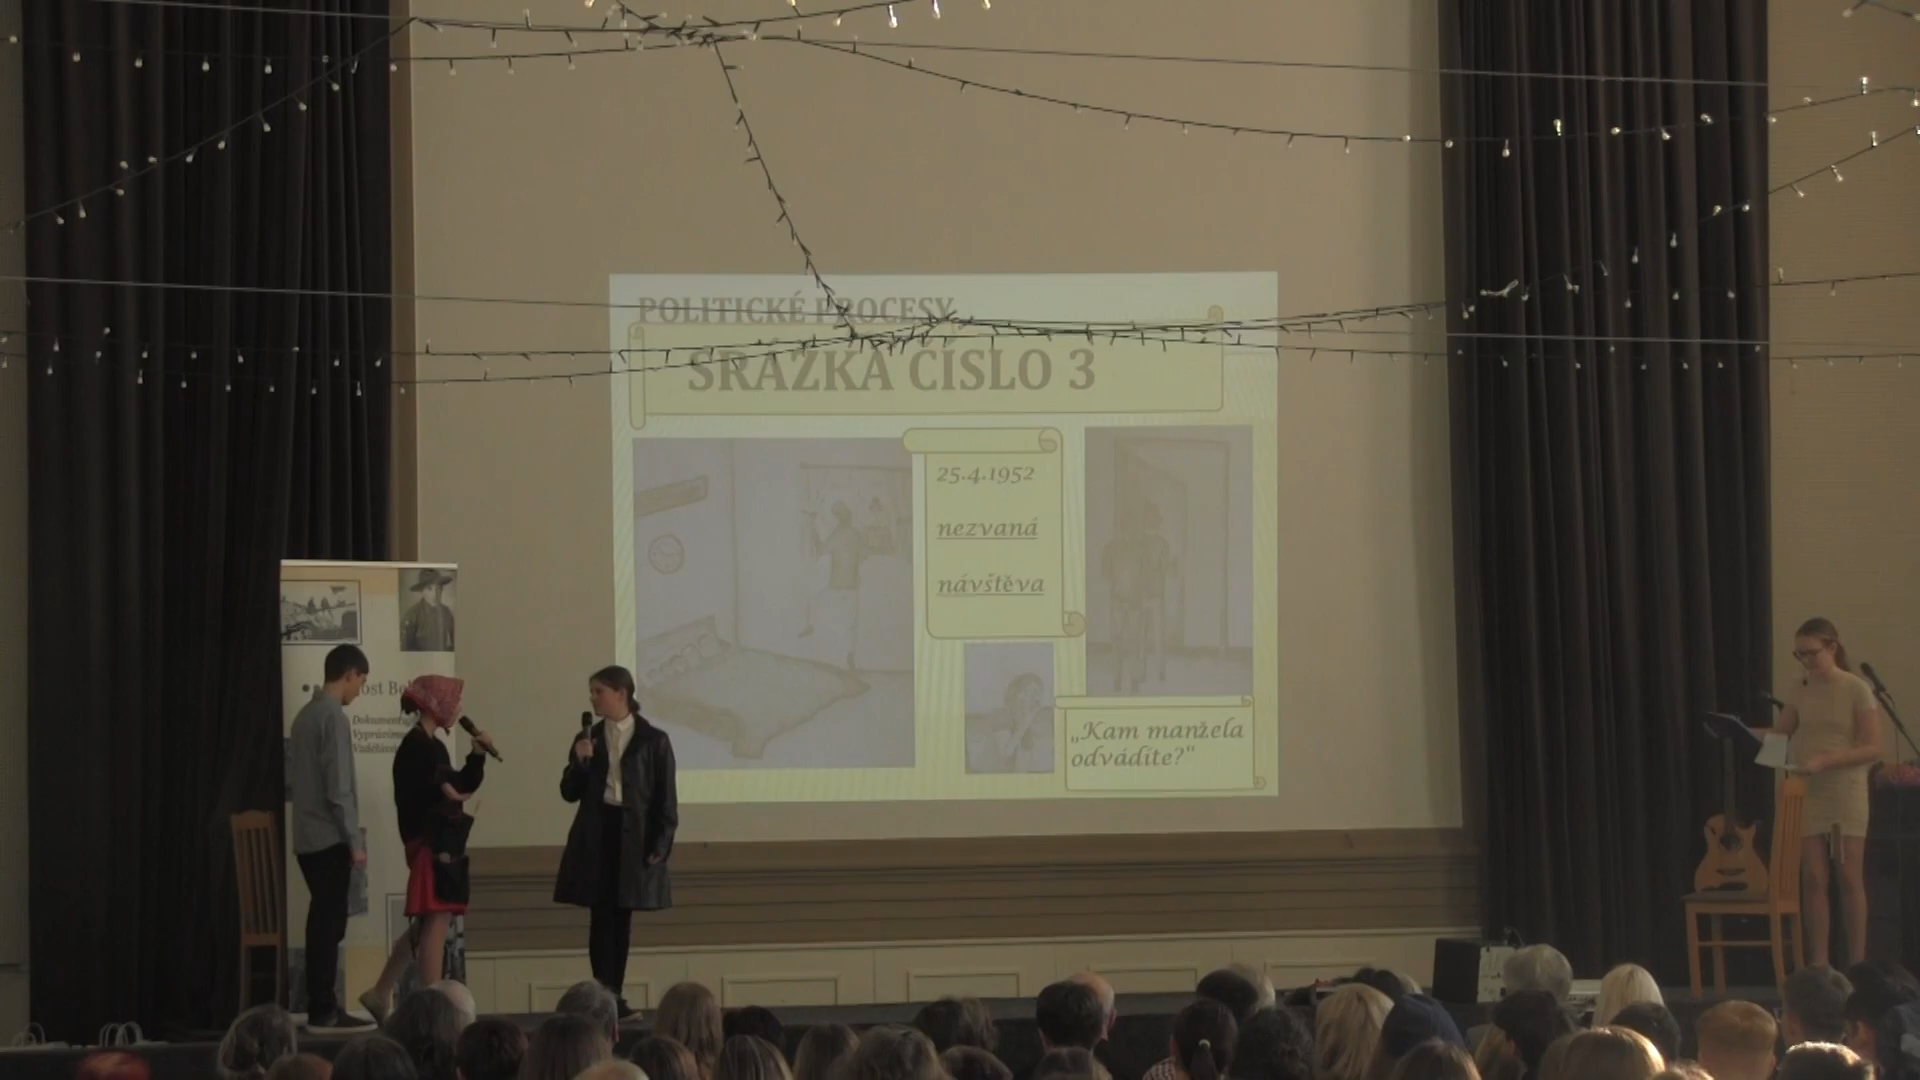 POLITICKÉ PROCESY
SRÁŽKA ČÍSLO 3
25.4.1952
nezvaná
návštěva
„Kam manžela
odvádíte?“